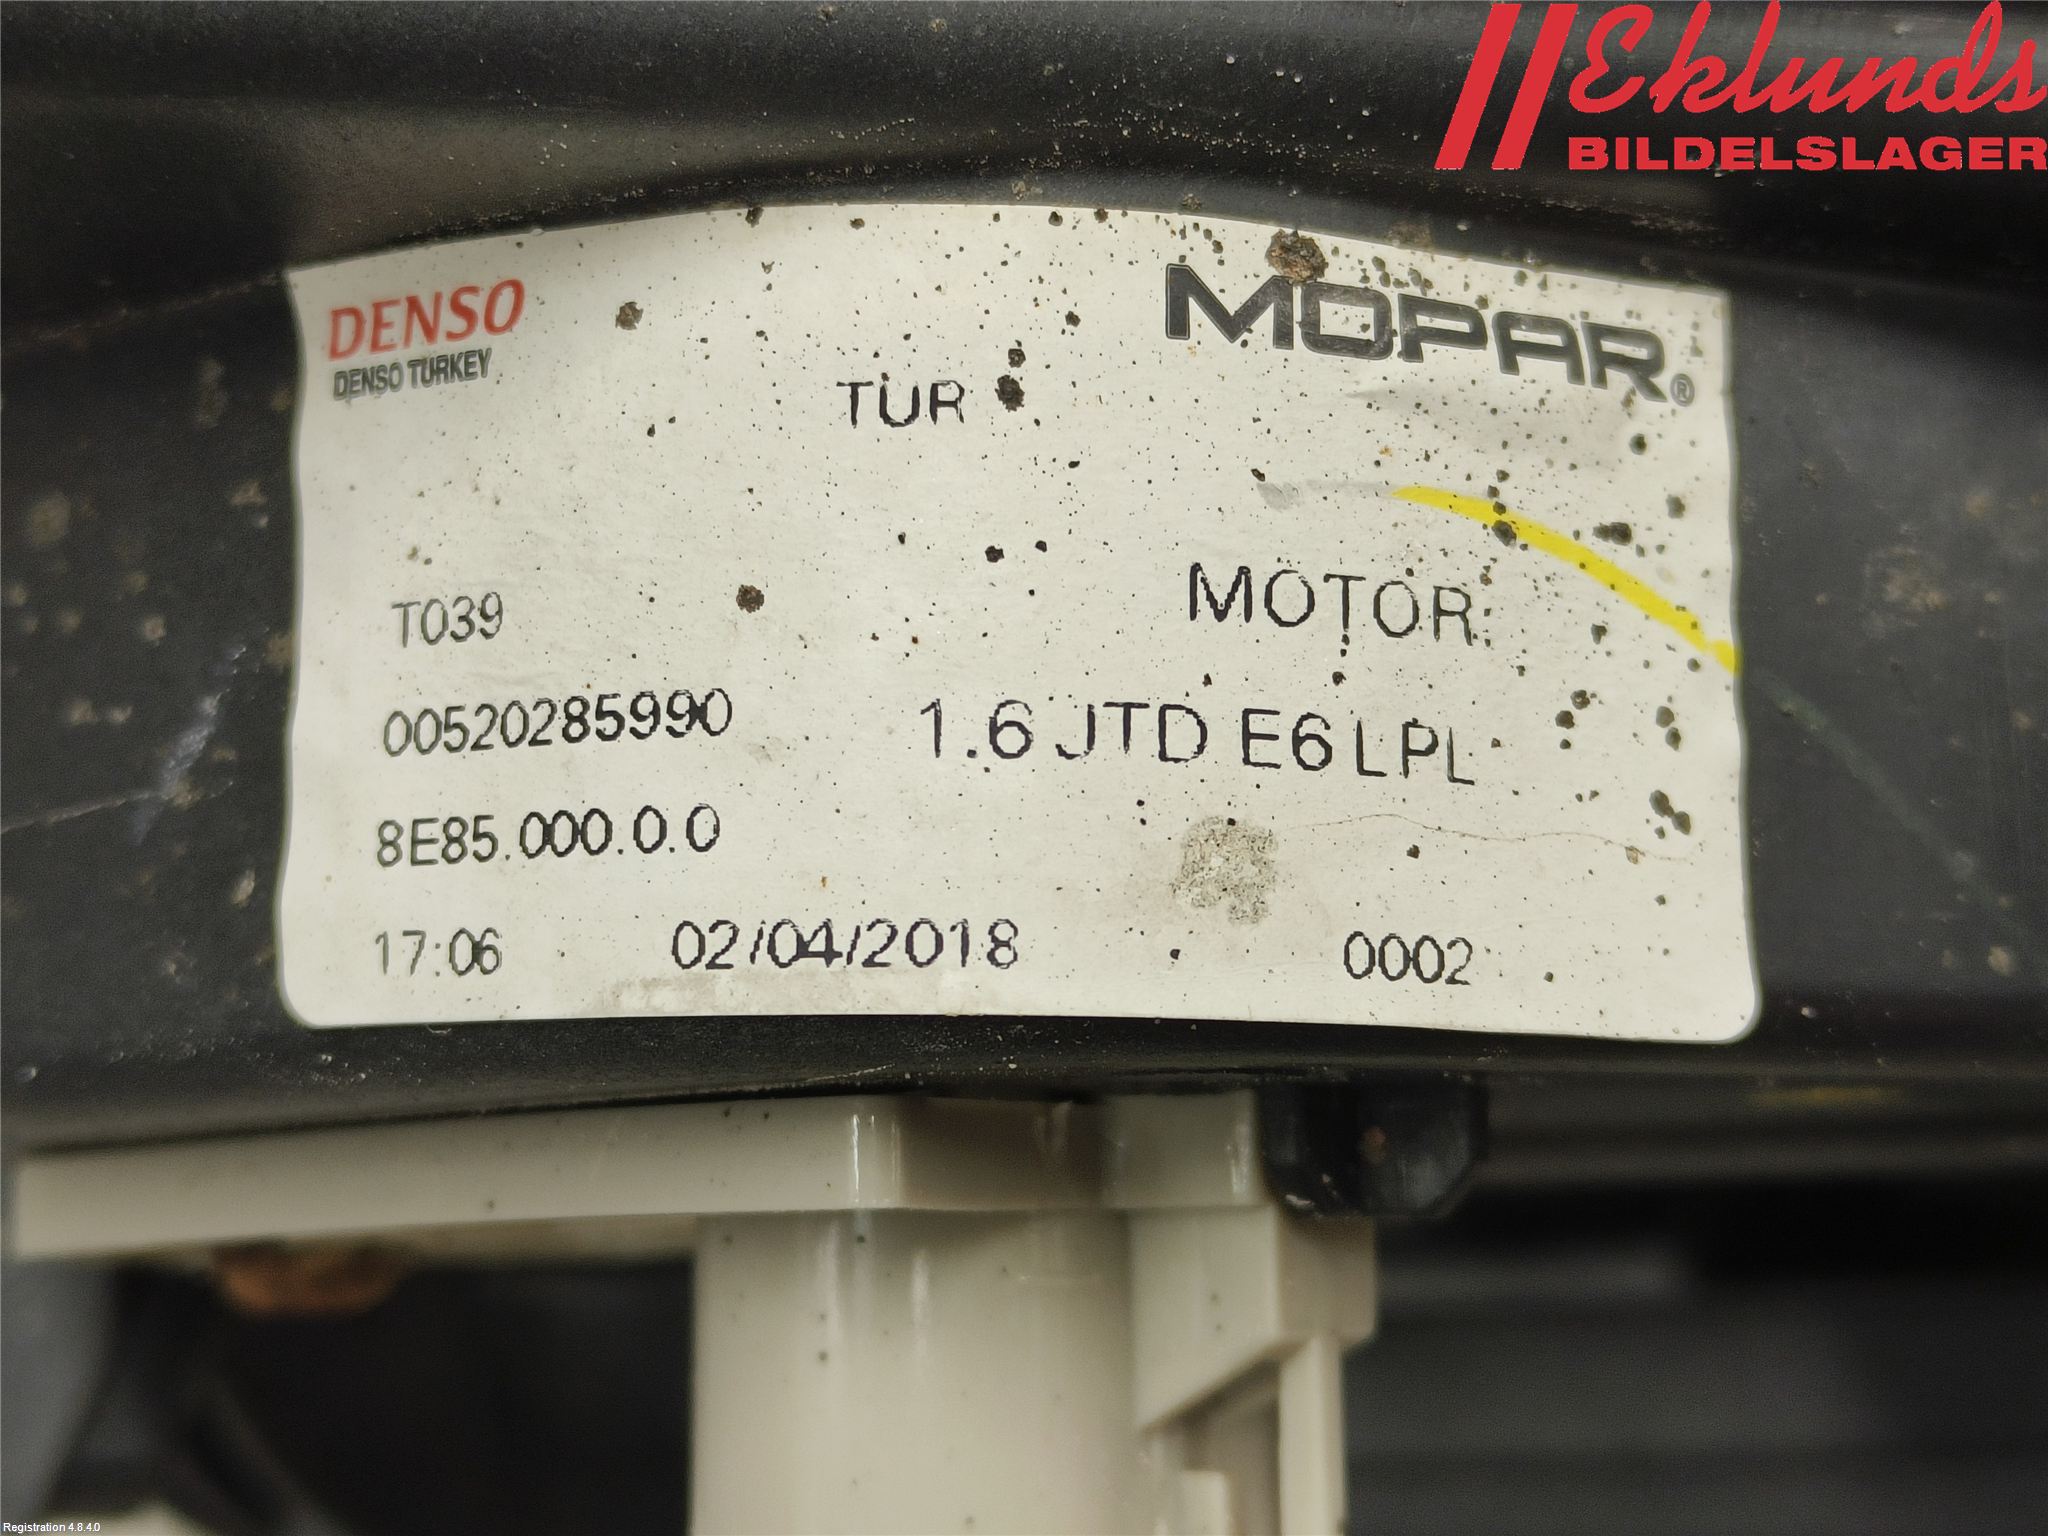 Eklunds
BILDELSLAGER
DENSO
DENSO TURKEY
MOPAR®
TUR
T039
MOTOR
00520285990
1.6 JTD E6 LPL
8E85.000.0.0
17:06 02/04/2018 0002
Registration 4.8.4.0